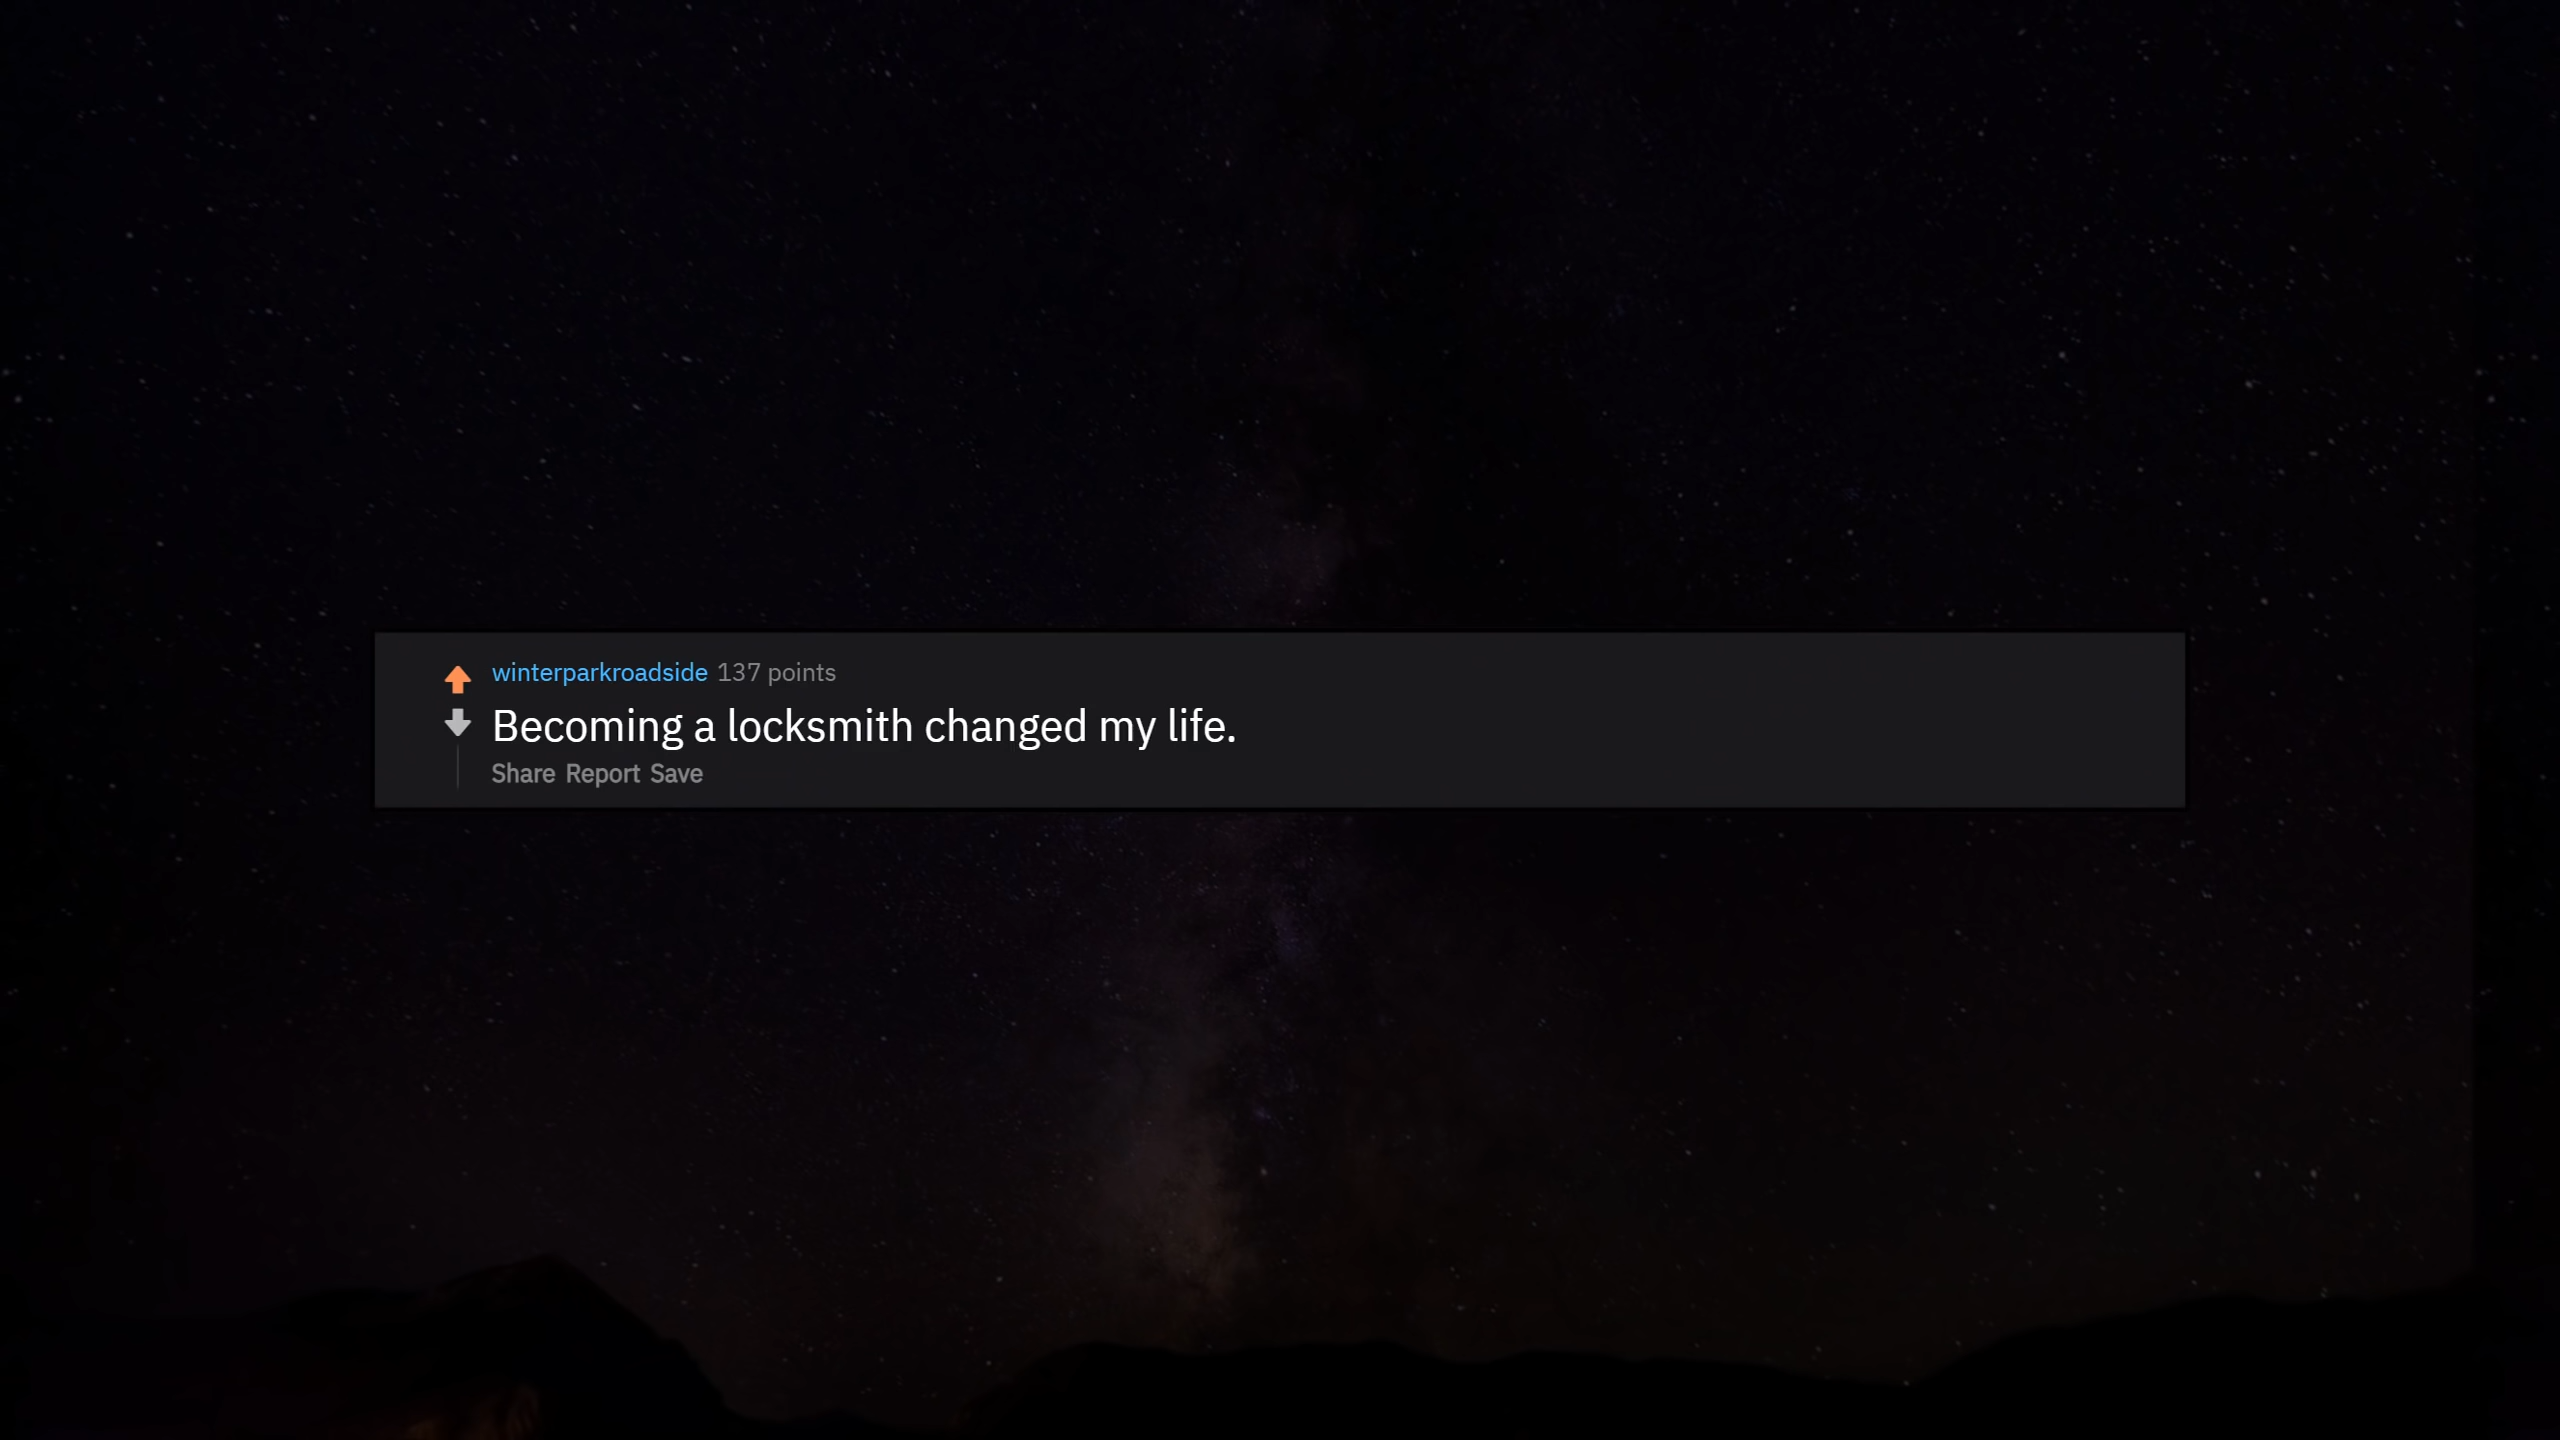 winterparkroadside 137 points
Becoming a locksmith changed my life.
Share Report Save